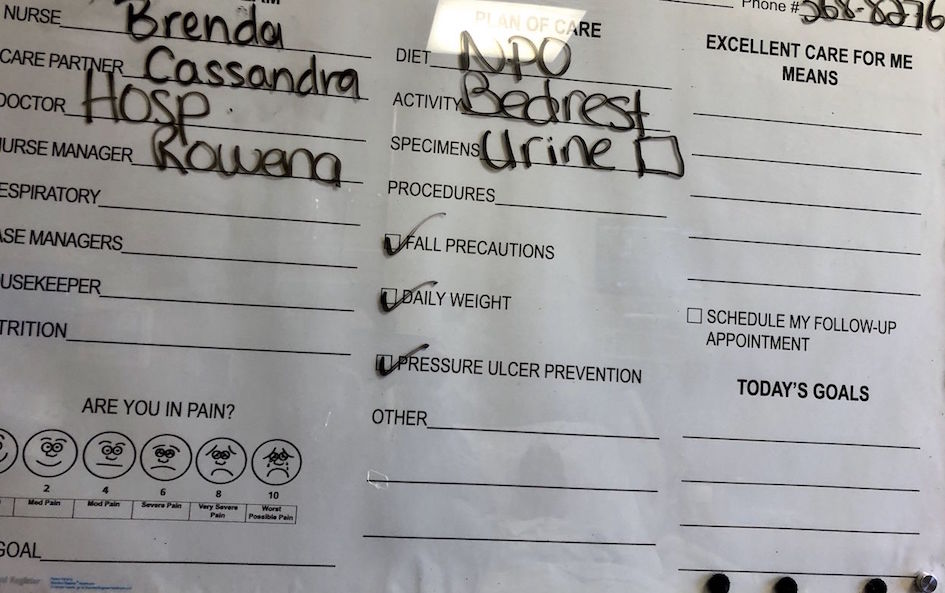 NURSE Brenda
CARE PARTNER Cassandra
DOCTOR Hosp.
URSE MANAGER Rowena
ESPIRATORY
ASE MANAGERS
USEKEEPER
TRITION
ARE YOU IN PAIN?
2 4 6 8 10
Med Pain Mod Pain Severe Pain Very Severe Pain Worst Possible Pain
GOAL
PLAN OF CARE
DIET NPO
ACTIVITY Bedrest
SPECIMENS Urine
PROCEDURES
FALL PRECAUTIONS
DAILY WEIGHT
PRESSURE ULCER PREVENTION
OTHER
Phone # 568-8276
EXCELLENT CARE FOR ME
MEANS
SCHEDULE MY FOLLOW-UP
APPOINTMENT
TODAY'S GOALS